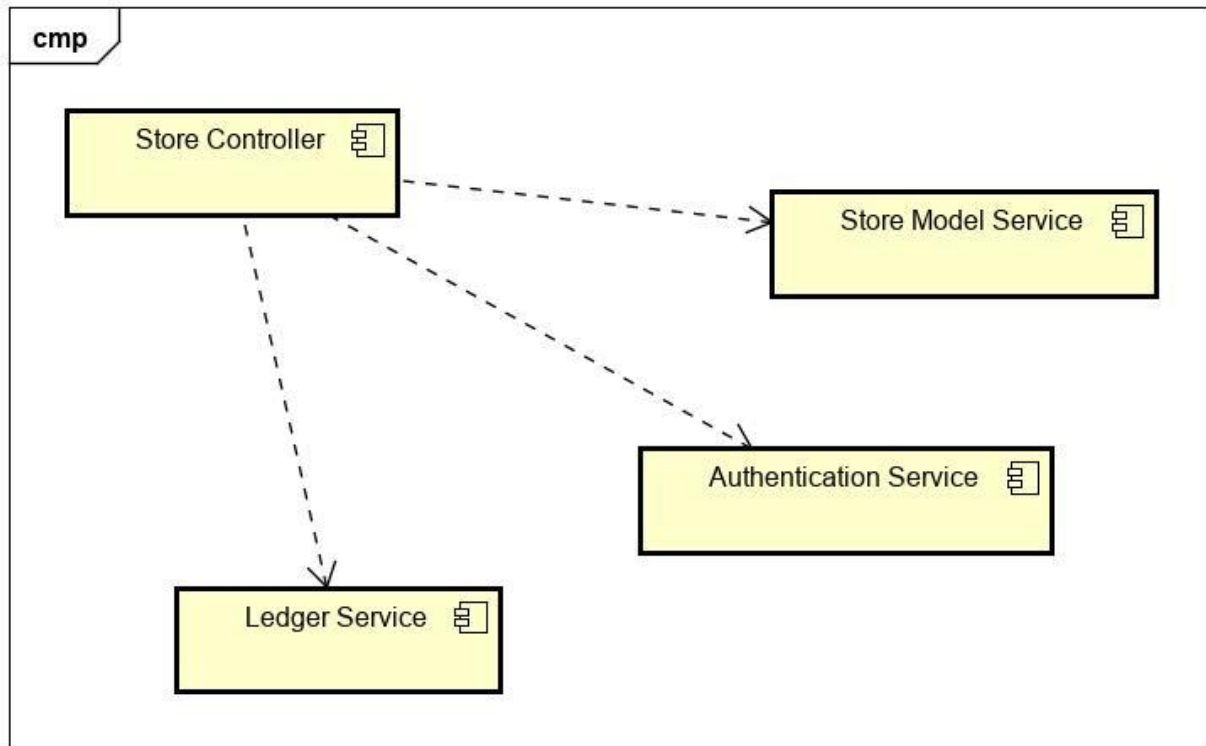 cmp
Store Controller
Store Model Service
Authentication Service
Ledger Service